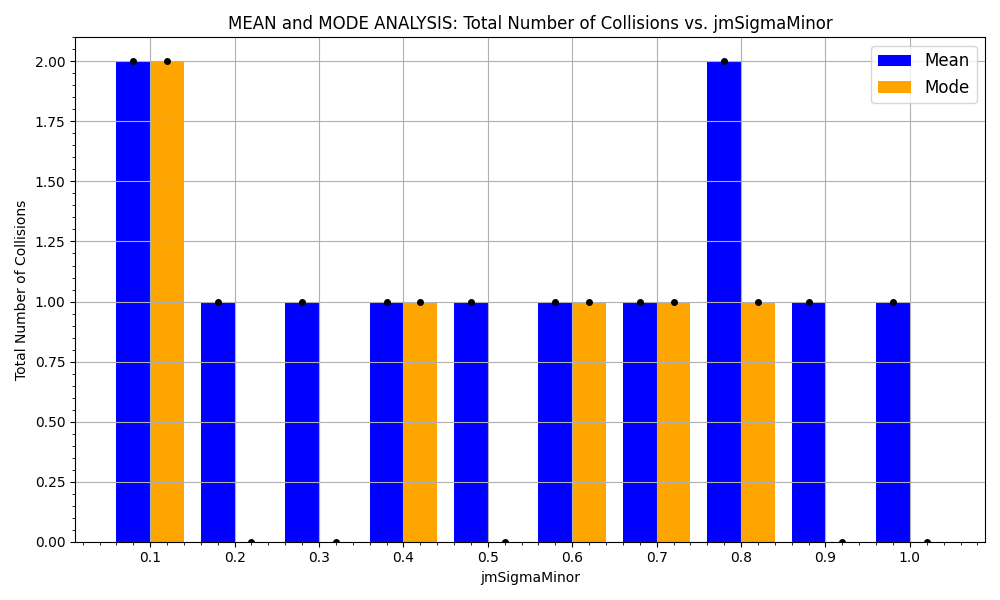 MEAN and MODE ANALYSIS: Total Number of Collisions vs. jmSigmaMinor
Mean
Mode
Total Number of Collisions
2.00
1.75
1.50
1.25
1.00
0.75
0.50
0.25
0.00
0.1 0.2 0.3 0.4 0.5 0.6 0.7 0.8 0.9 1.0
jmSigmaMinor